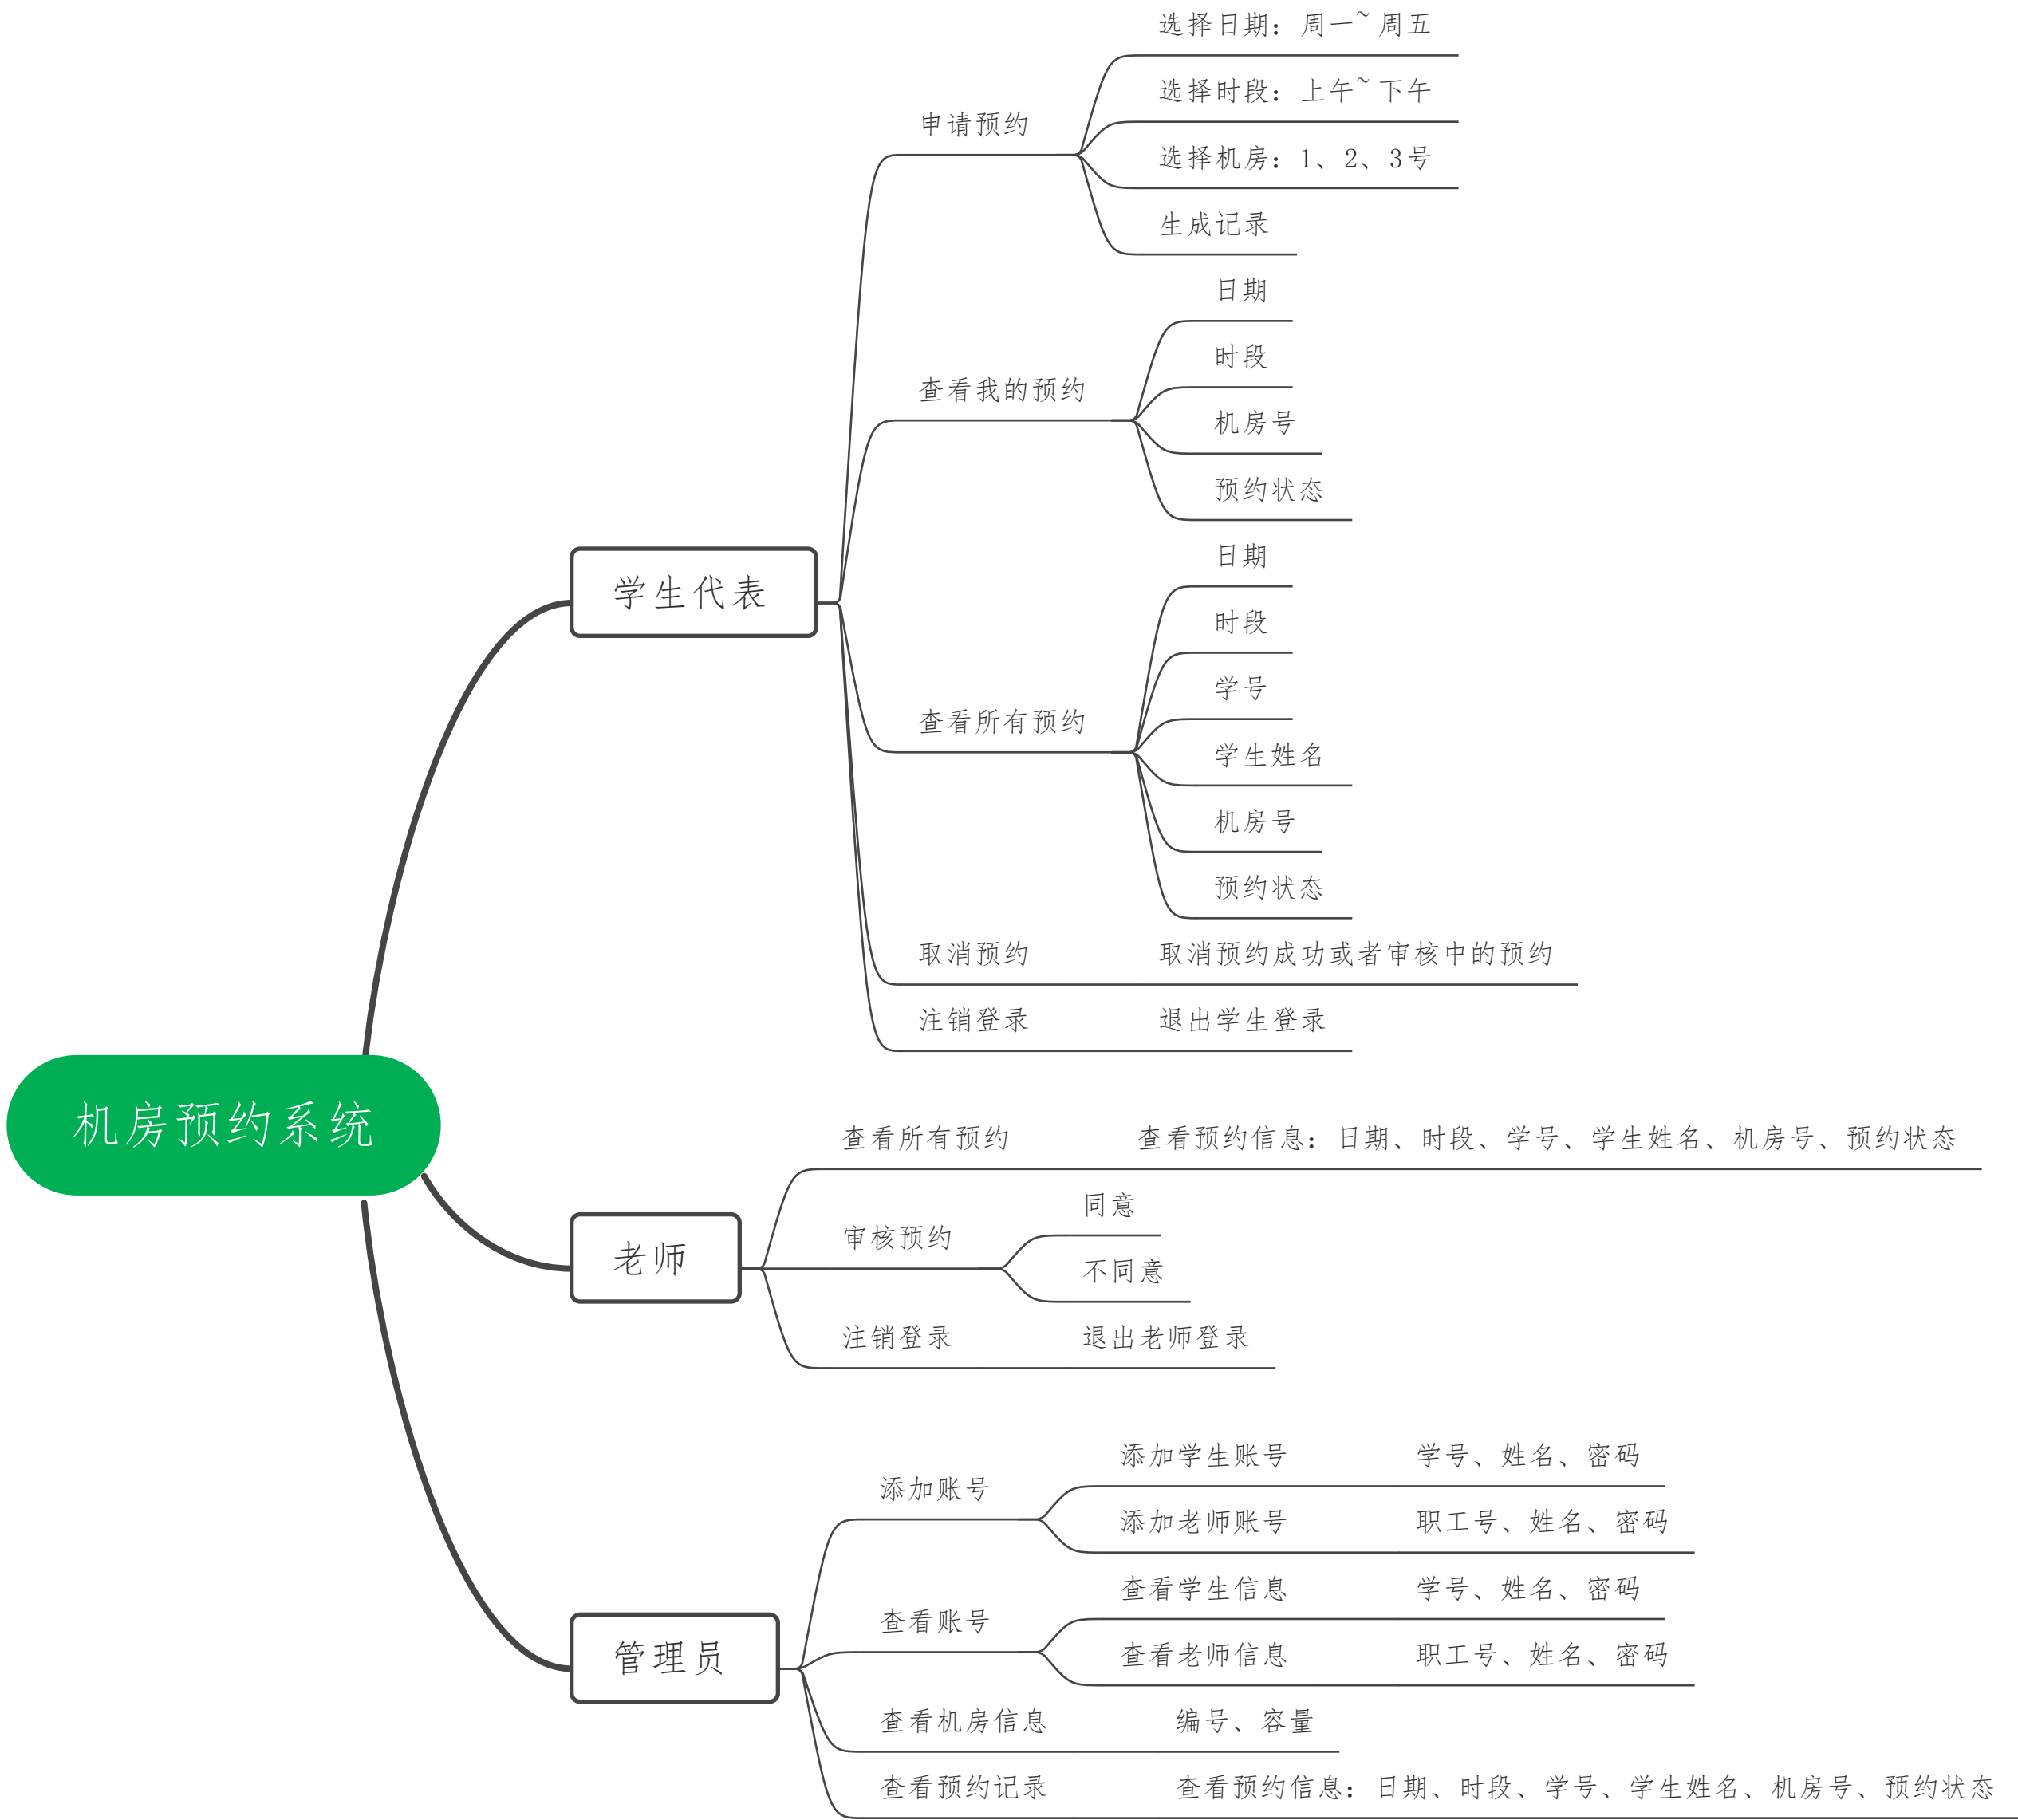 机房预约系统
学生代表
申请预约
选择日期：周一~周五
选择时段：上午~下午
选择机房：1、2、3号
生成记录
查看我的预约
日期
时段
机房号
预约状态
查看所有预约
日期
时段
学号
学生姓名
机房号
预约状态
取消预约
取消预约成功或者审核中的预约
注销登录
退出学生登录
老师
查看所有预约
查看预约信息：日期、时段、学号、学生姓名、机房号、预约状态
审核预约
同意
不同意
注销登录
退出老师登录
管理员
添加账号
添加学生账号
学号、姓名、密码
添加老师账号
职工号、姓名、密码
查看账号
查看学生信息
学号、姓名、密码
查看老师信息
职工号、姓名、密码
查看机房信息
编号、容量
查看预约记录
查看预约信息：日期、时段、学号、学生姓名、机房号、预约状态